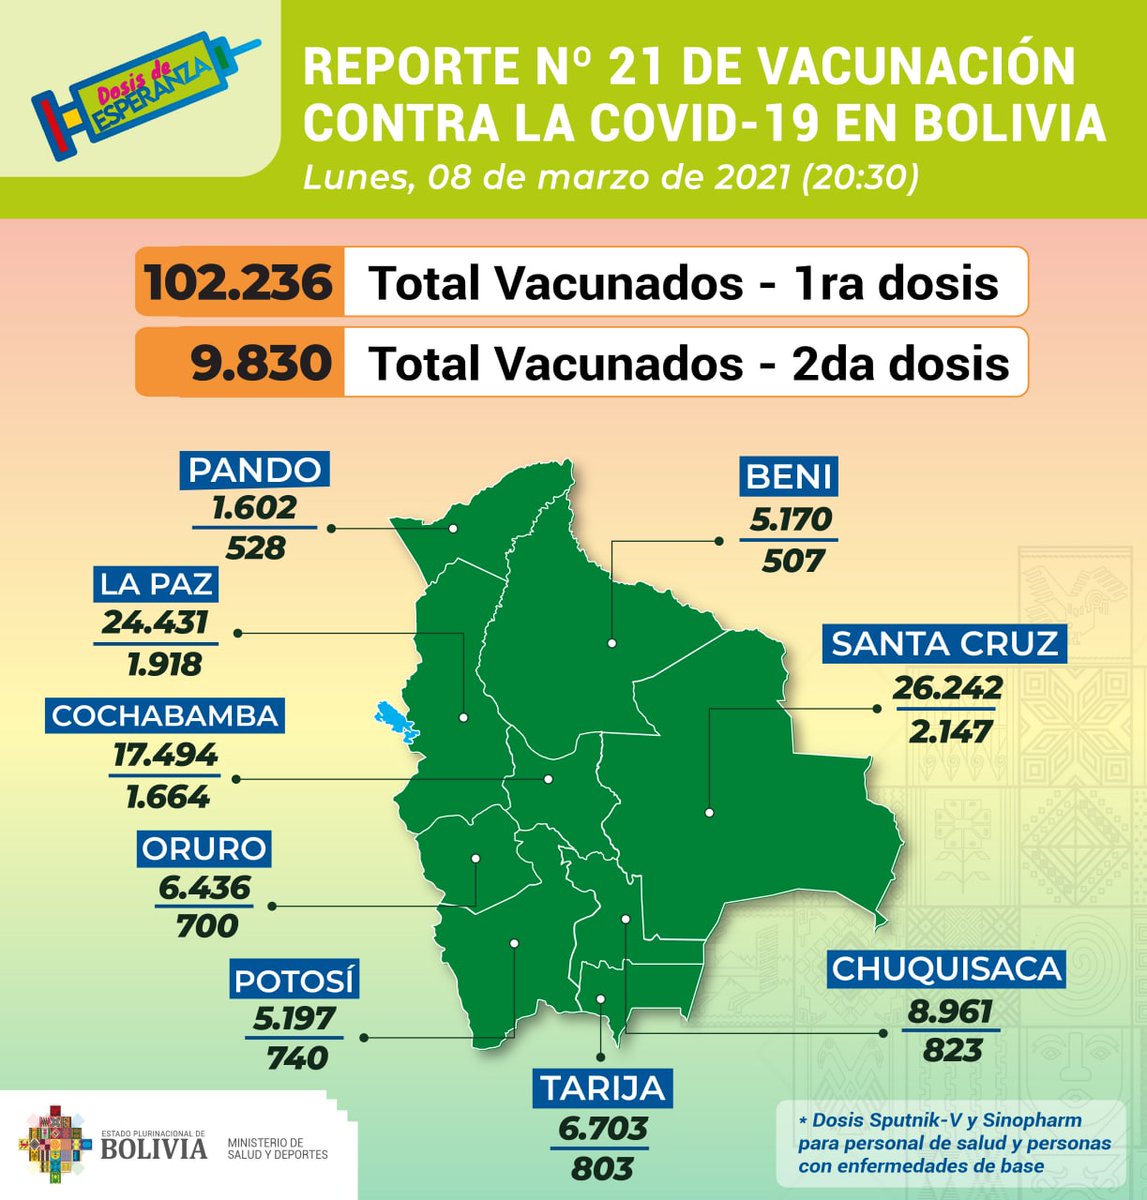 Dosis de
ESPERANZA
REPORTE Nº 21 DE VACUNACIÓN
CONTRA LA COVID-19 EN BOLIVIA
Lunes, 08 de marzo de 2021 (20:30)
102.236 Total Vacunados - 1ra dosis
9.830 Total Vacunados - 2da dosis
PANDO
1.602
528
BENI
5.170
507
LA PAZ
24.431
1.918
SANTA CRUZ
26.242
2.147
COCHABAMBA
17.494
1.664
ORURO
6.436
700
POTOSÍ
5.197
740
CHUQUISACA
8.961
823
TARIJA
6.703
803
ESTADO PLURINACIONAL DE
BOLIVIA
MINISTERIO DE
SALUD Y DEPORTES
* Dosis Sputnik-V y Sinopharm
para personal de salud y personas
con enfermedades de base